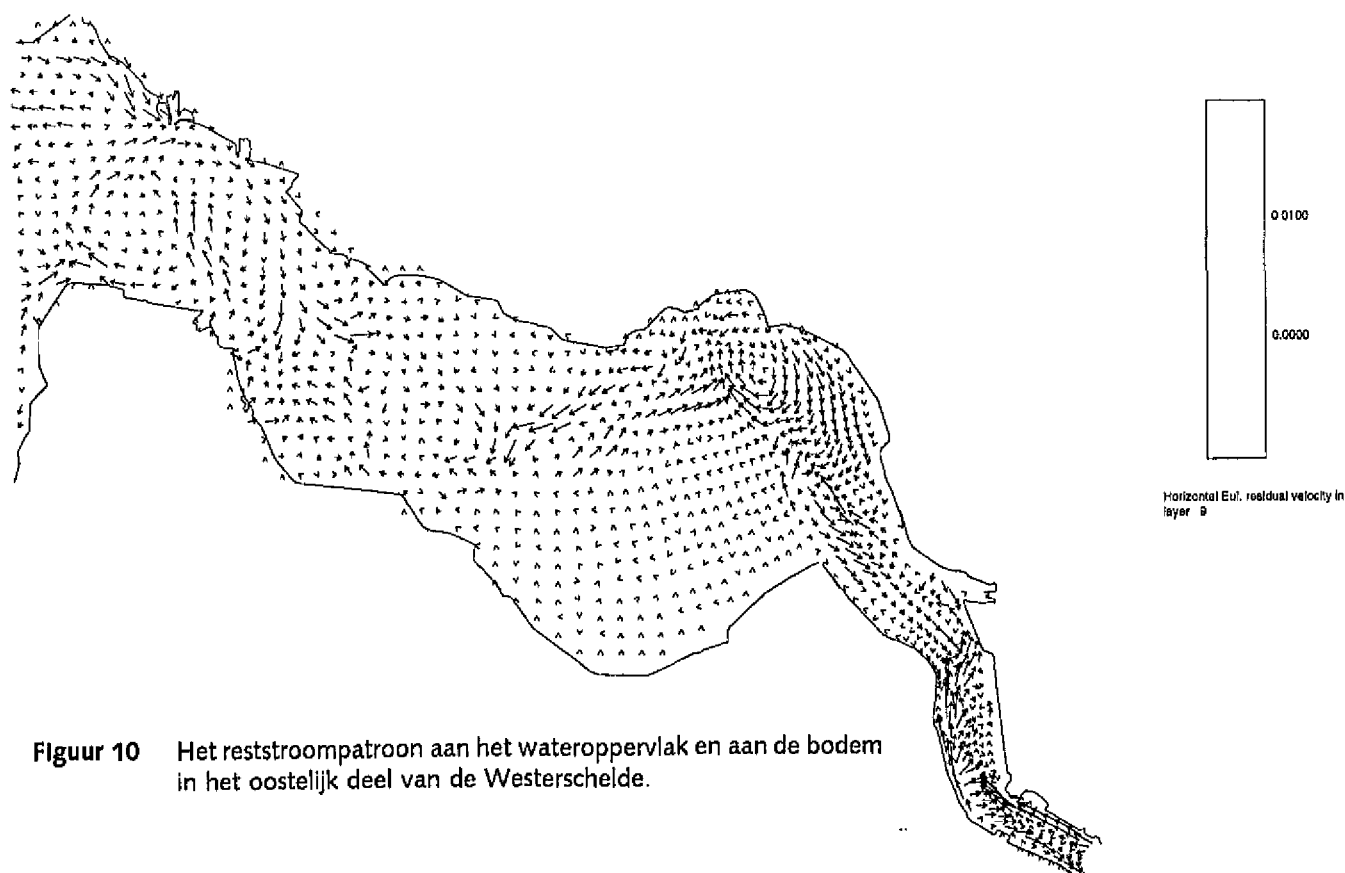 0.0100
0.0000
Horizontal Eul. residual velocity in
layer 9
Figuur 10 Het reststroompatroon aan het wateroppervlak en aan de bodem
in het oostelijk deel van de Westerschelde.